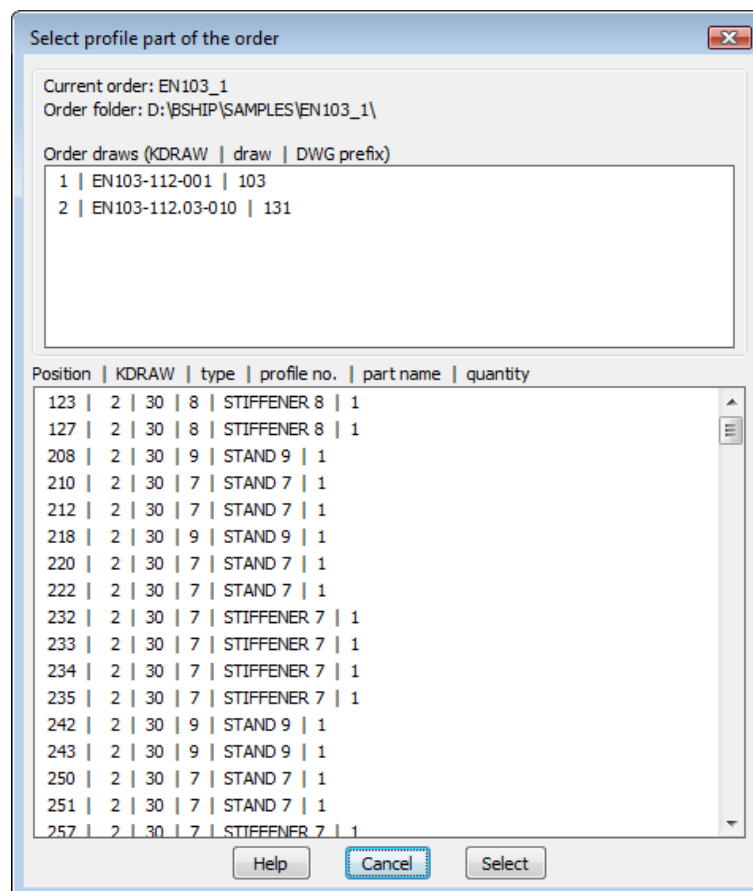 Select profile part of the order
Current order: EN103_1
Order folder: D:\BSHIP\SAMPLES\EN103_1\
Order draws (KDRAW | draw | DWG prefix)
1 | EN103-112-001 | 103
2 | EN103-112.03-010 | 131
Position | KDRAW | type | profile no. | part name | quantity
123 | 2 | 30 | 8 | STIFFENER 8 | 1
127 | 2 | 30 | 8 | STIFFENER 8 | 1
208 | 2 | 30 | 9 | STAND 9 | 1
210 | 2 | 30 | 7 | STAND 7 | 1
212 | 2 | 30 | 7 | STAND 7 | 1
218 | 2 | 30 | 9 | STAND 9 | 1
220 | 2 | 30 | 7 | STAND 7 | 1
222 | 2 | 30 | 7 | STAND 7 | 1
232 | 2 | 30 | 7 | STIFFENER 7 | 1
233 | 2 | 30 | 7 | STIFFENER 7 | 1
234 | 2 | 30 | 7 | STIFFENER 7 | 1
235 | 2 | 30 | 7 | STIFFENER 7 | 1
242 | 2 | 30 | 9 | STAND 9 | 1
243 | 2 | 30 | 9 | STAND 9 | 1
250 | 2 | 30 | 7 | STAND 7 | 1
251 | 2 | 30 | 7 | STAND 7 | 1
257 | 2 | 30 | 7 | STIFFENER 7 | 1
Help Cancel Select